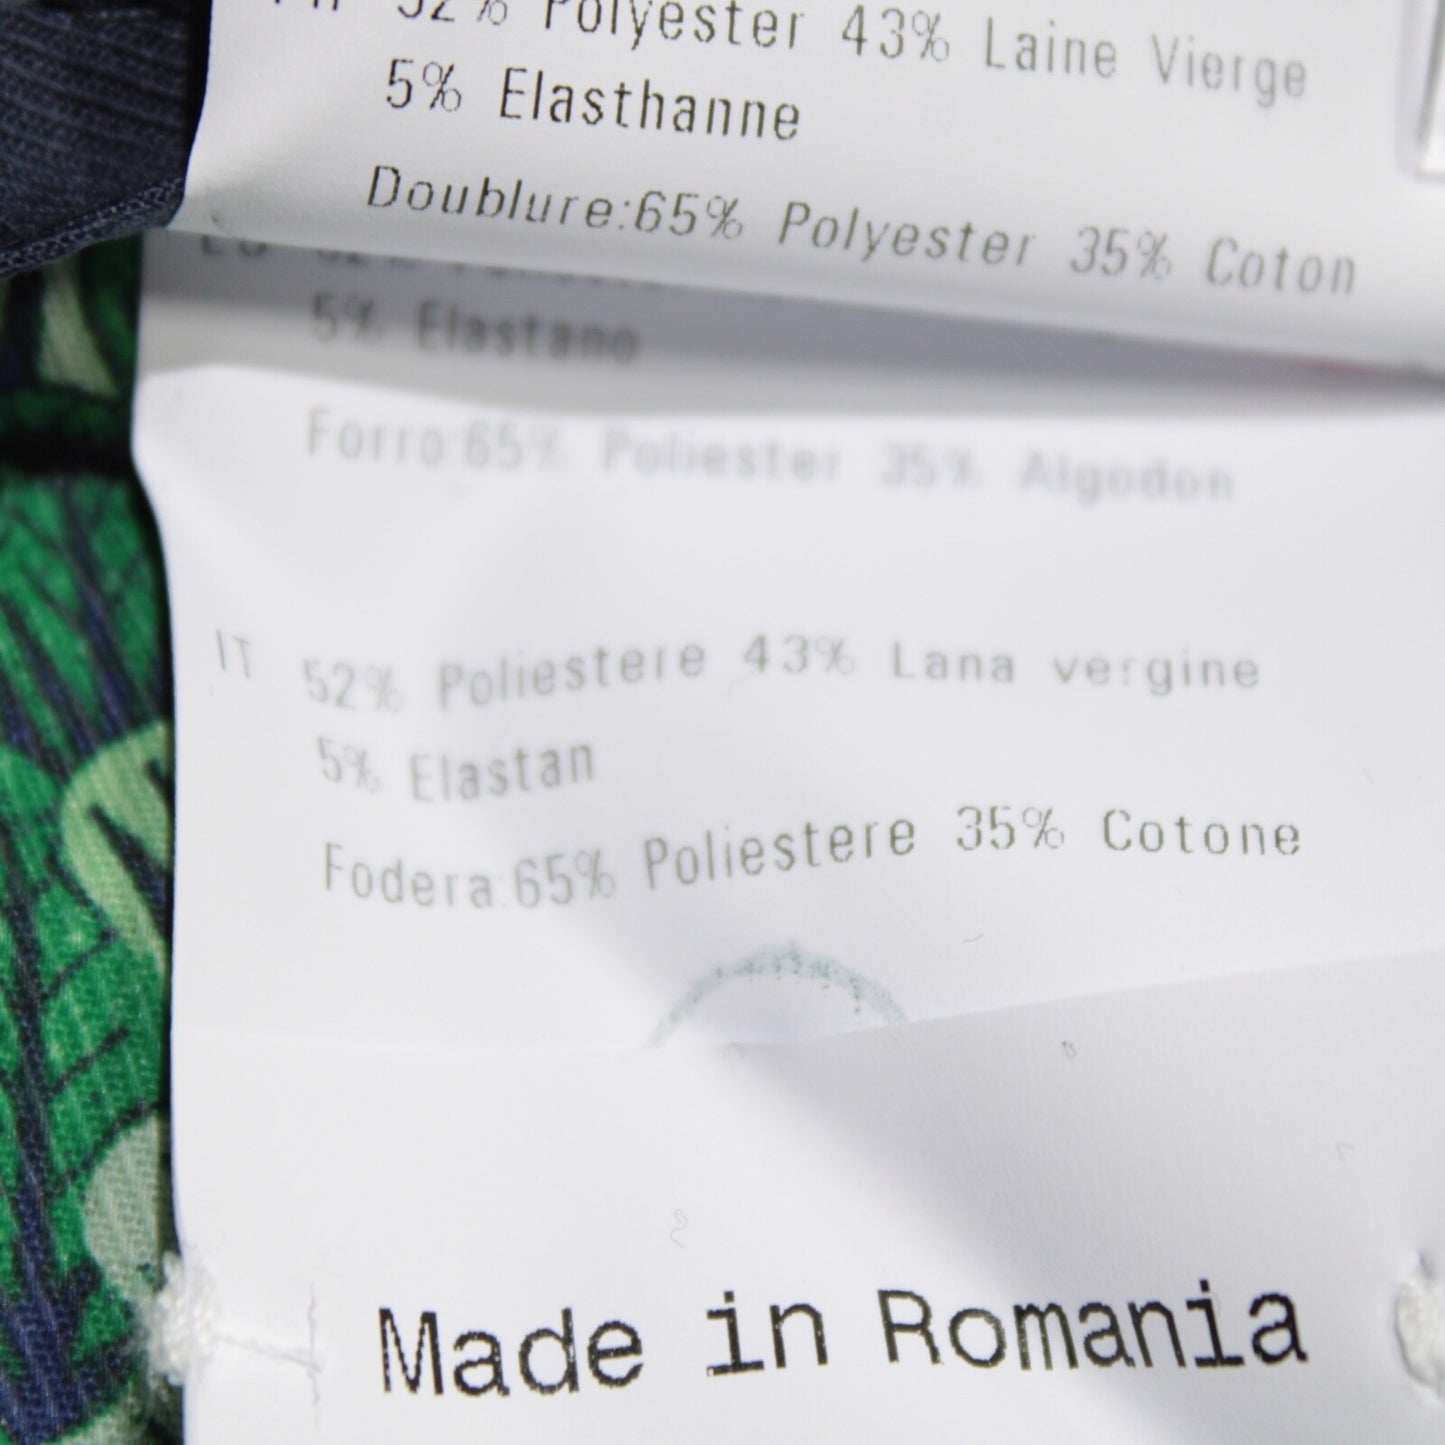 52% Polyester 43% Laine Vierge
5% Elasthanne
Doublure:65% Polyester 35% Coton
5% Elastano
Forro:65% Poliester 35% Algodon
IT 52% Poliestere 43% Lana vergine
5% Elastan
Fodera:65% Poliestere 35% Cotone
Made in Romania